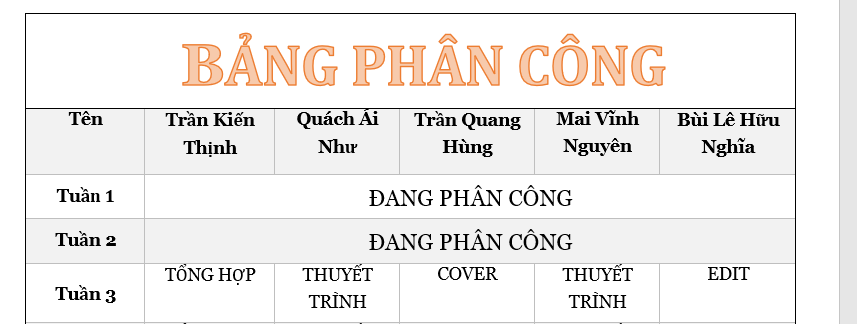 BẢNG PHÂN CÔNG
Tên
Trần Kiến
Thịnh
Quách Ái
Như
Trần Quang
Hùng
Mai Vĩnh
Nguyên
Bùi Lê Hữu
Nghĩa
Tuần 1
ĐANG PHÂN CÔNG
Tuần 2
ĐANG PHÂN CÔNG
Tuần 3
TỔNG HỢP
THUYẾT
TRÌNH
COVER
THUYẾT
TRÌNH
EDIT